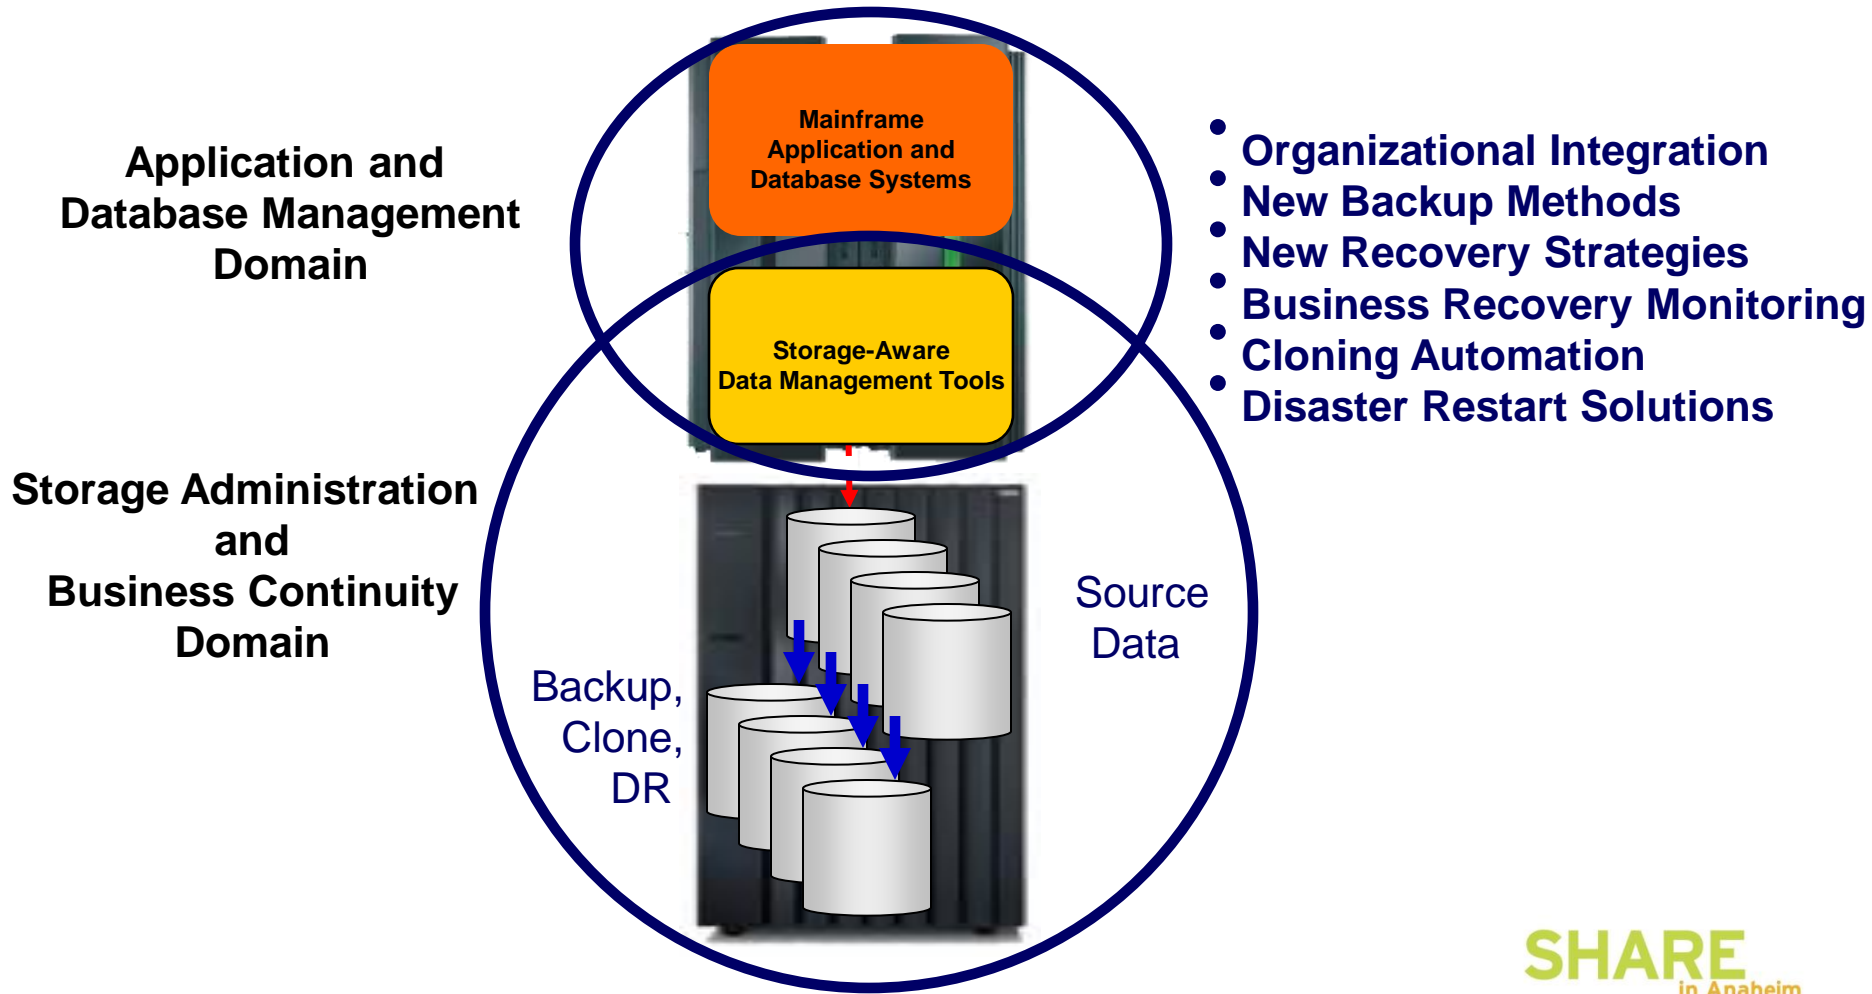 Mainframe
Application and
Database Systems
Application and
Database Management
Domain
Storage-Aware
Data Management Tools
• Organizational Integration
• New Backup Methods
• New Recovery Strategies
• Business Recovery Monitoring
• Cloning Automation
• Disaster Restart Solutions
Storage Administration
and
Business Continuity
Domain
Source
Data
Backup,
Clone,
DR
SHARE
in Anaheim